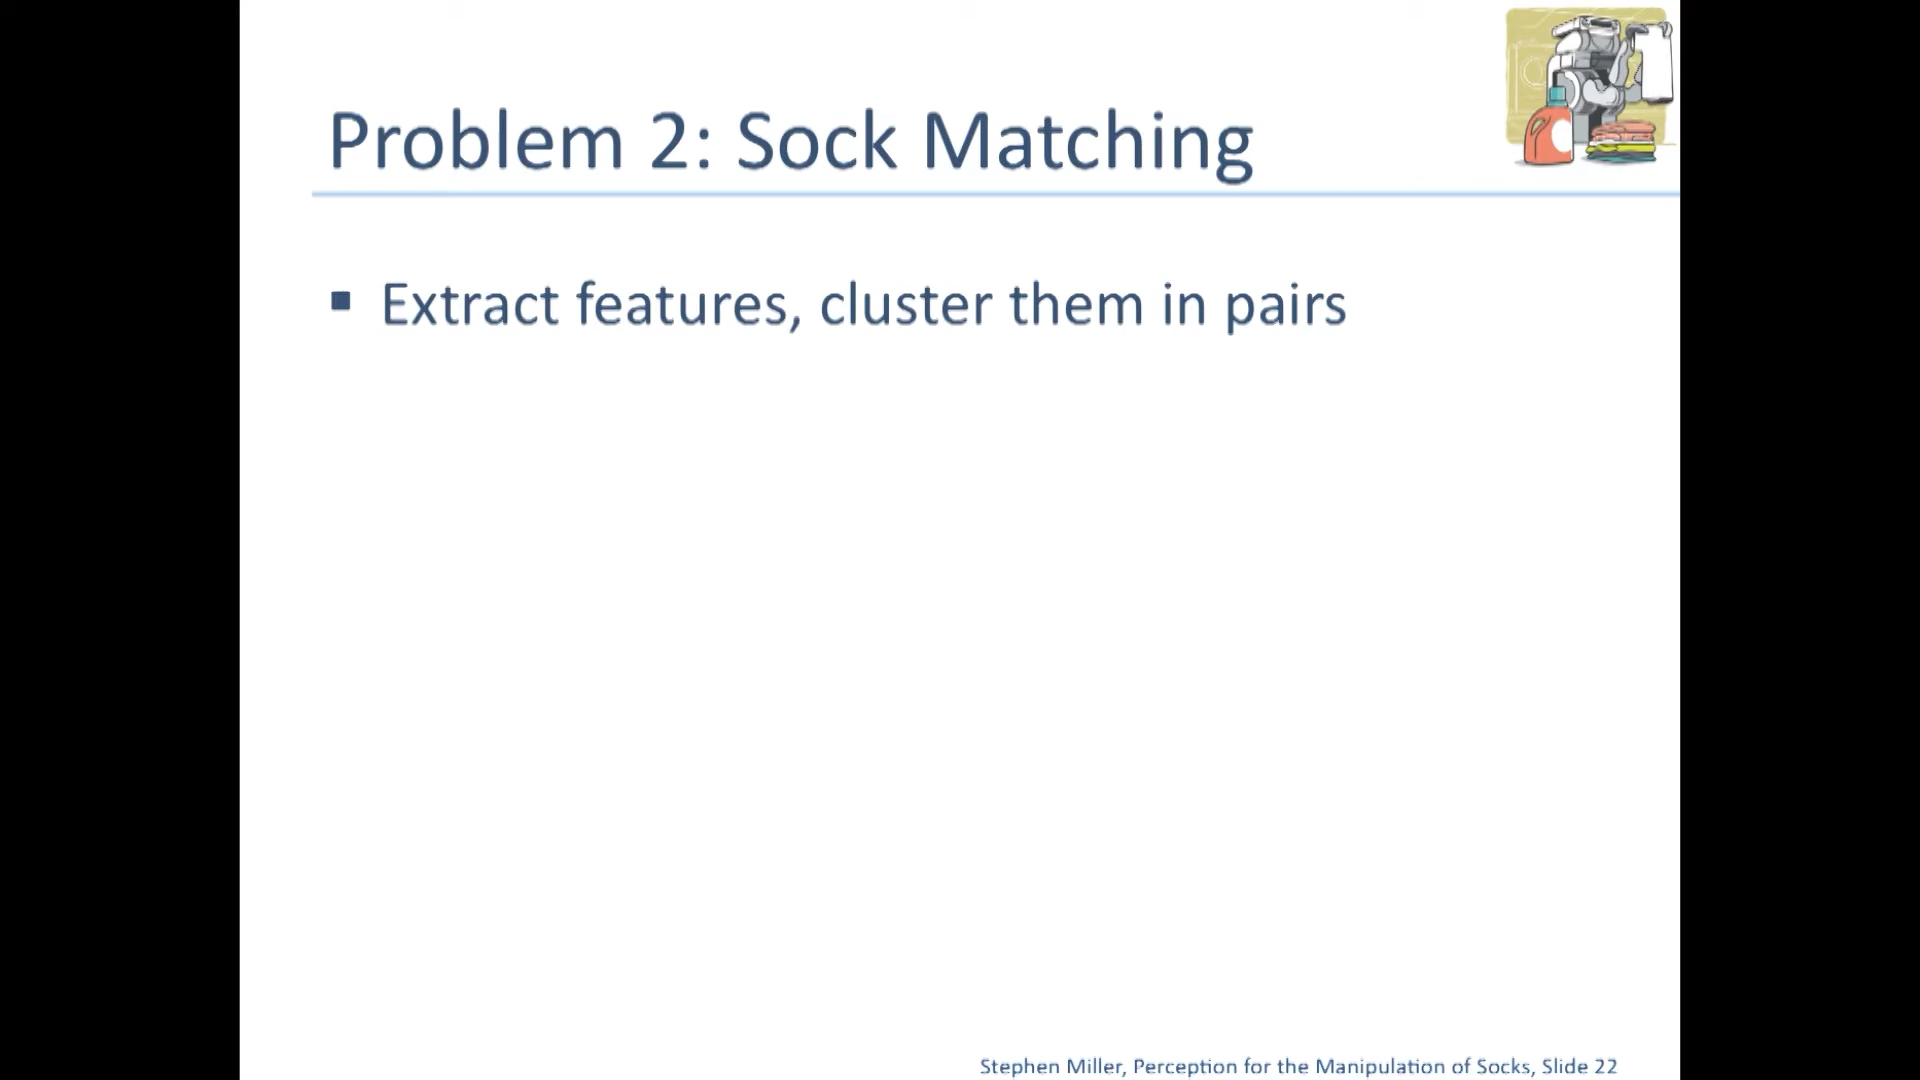 Problem 2: Sock Matching
Extract features, cluster them in pairs
Stephen Miller, Perception for the Manipulation of Socks, Slide 22